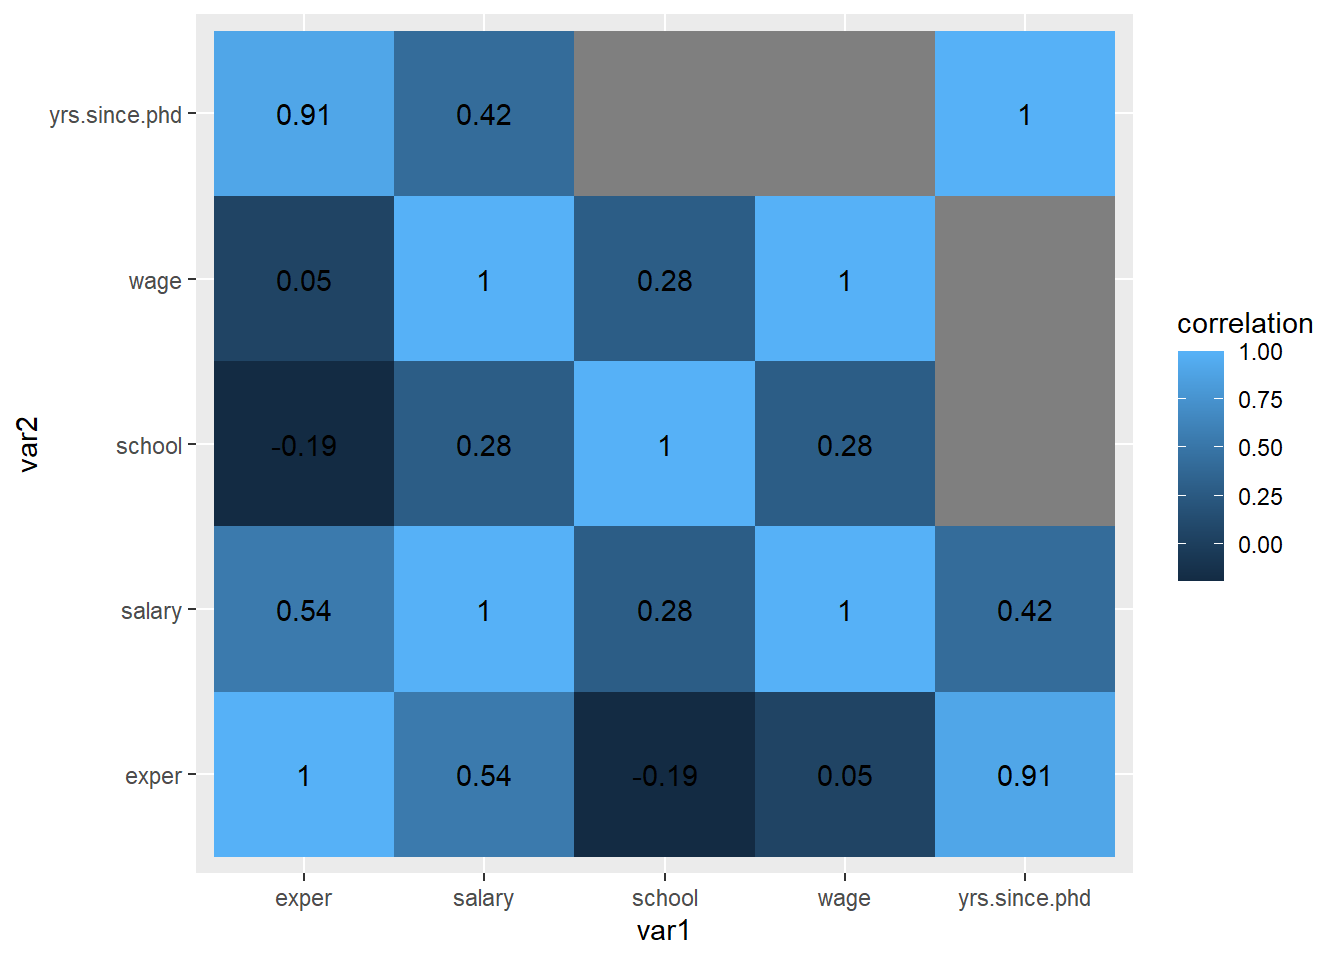 yrs.since.phd 0.91 0.42 1
wage 0.05 1 0.28 1
school -0.19 0.28 1 0.28
salary 0.54 1 0.28 1 0.42
exper 1 0.54 -0.19 0.05 0.91
exper salary school wage yrs.since.phd
var1
var2
correlation
1.00
0.75
0.50
0.25
0.00